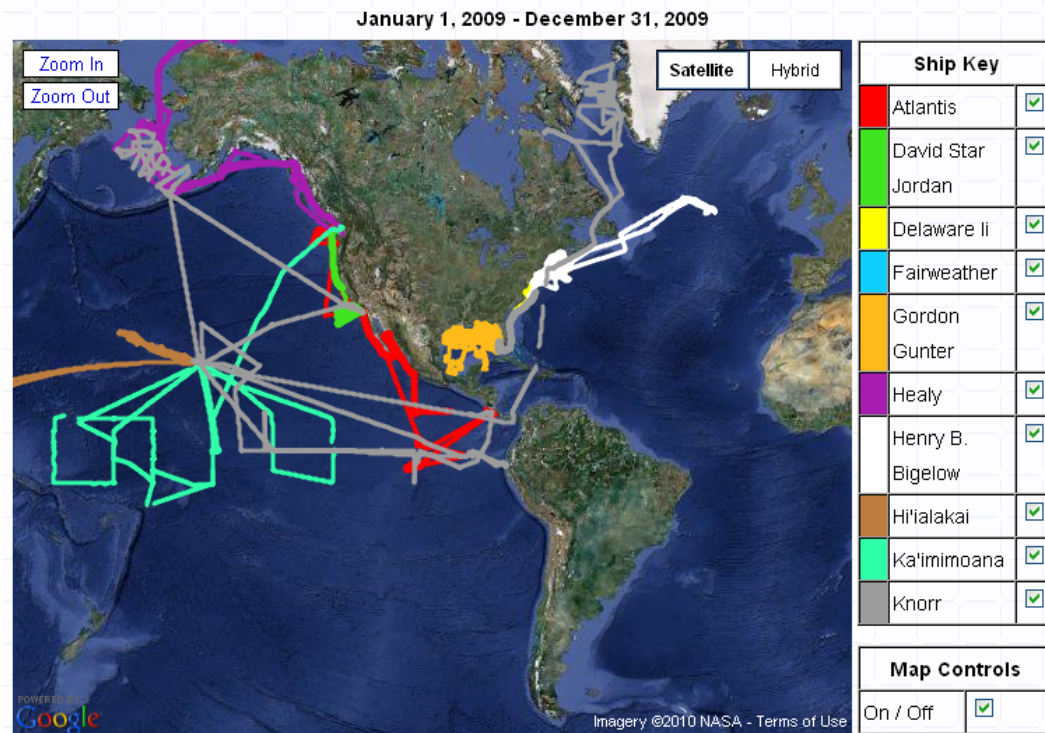 January 1, 2009 - December 31, 2009
Zoom In
Zoom Out
Satellite
Hybrid
Ship Key
Atlantis
David Star
Jordan
Delaware Ii
Fairweather
Gordon
Gunter
Healy
Henry B.
Bigelow
Hi'ialakai
Ka'imimoana
Knorr
Map Controls
On / Off
POWERED BY
Google
Imagery ©2010 NASA - Terms of Use